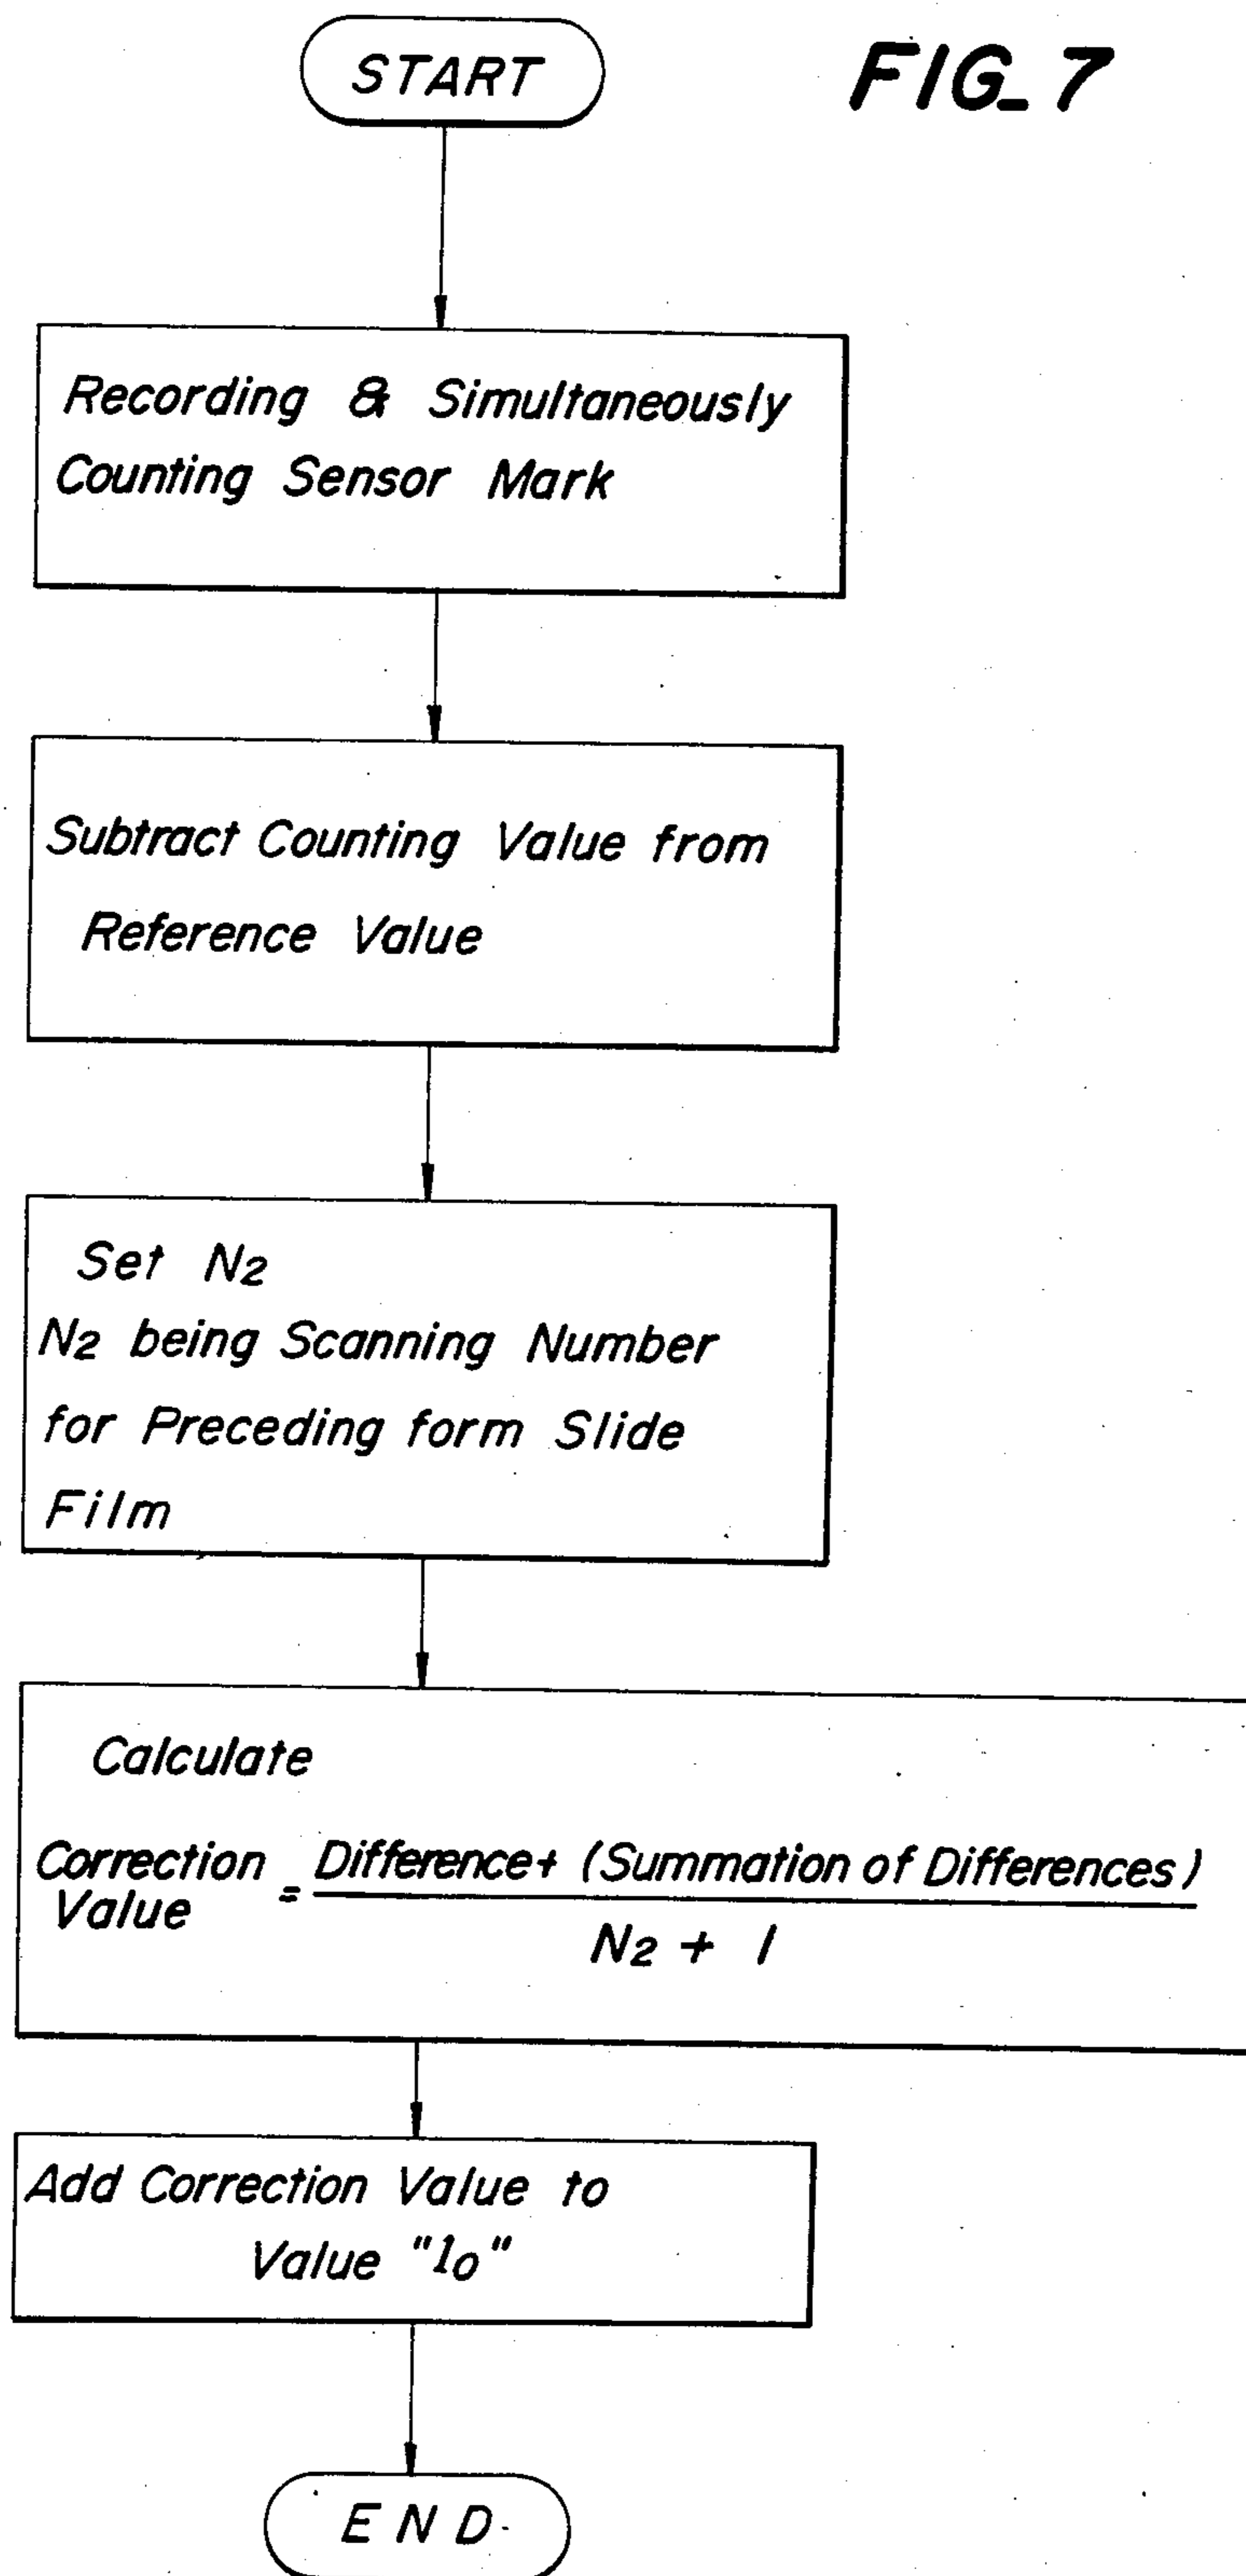 START
FIG_7
Recording & Simultaneously
Counting Sensor Mark
Subtract Counting Value from
Reference Value
Set N2
N2 being Scanning Number
for Preceding form Slide
Film
Calculate
Correction Value = Difference+ (Summation of Differences) / N2 + 1
Add Correction Value to
Value "lo"
END